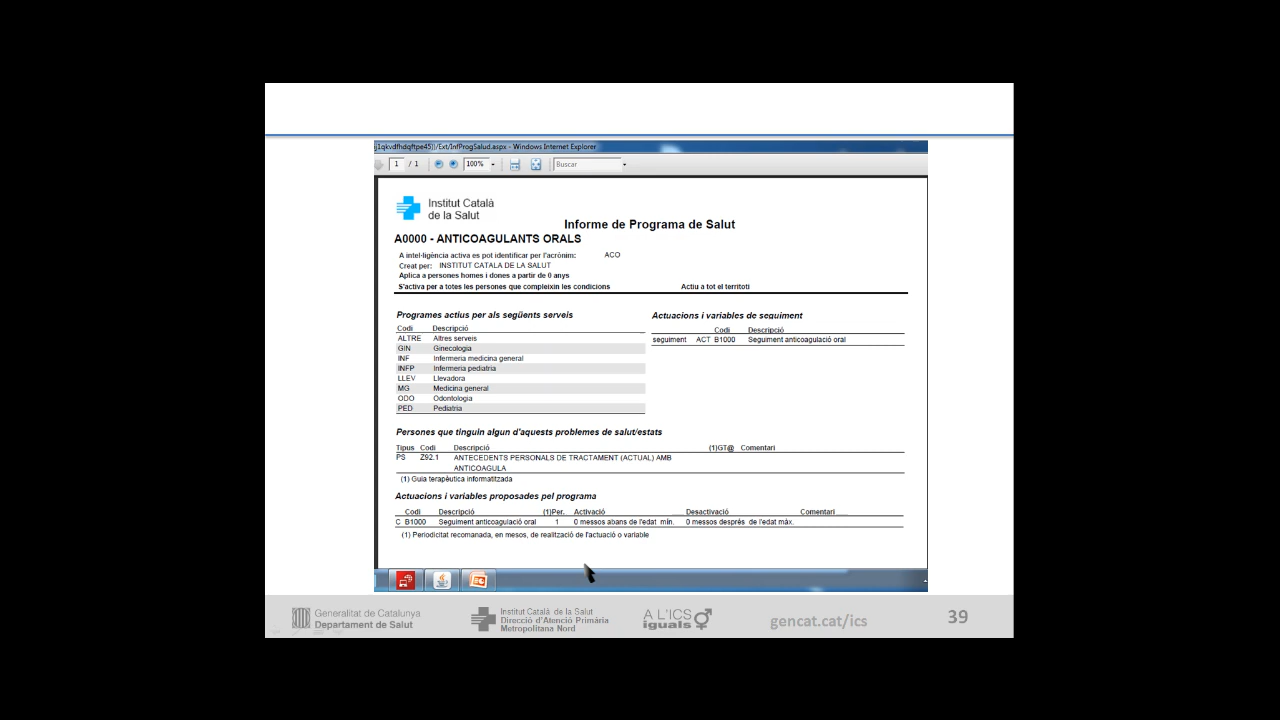 j1qkvdfhdqftpe45))/Ext/InfProgSalud.aspx - Windows Internet Explorer
1 / 1 100% Buscar
Institut Català
de la Salut
Informe de Programa de Salut
A0000 - ANTICOAGULANTS ORALS
A intel·ligència activa es pot identificar per l'acrònim: ACO
Creat per: INSTITUT CATALA DE LA SALUT
Aplica a persones homes i dones a partir de 0 anys
S'activa per a totes les persones que compleixin les condicions Actiu a tot el territoti
Programes actius per als següents serveis
Codi Descripció
ALTRE Altres serveis
GIN Ginecologia
INF Infermeria medicina general
INFP Infermeria pediatria
LLEV Llevadora
MG Medicina general
ODO Odontologia
PED Pediatria
Actuacions i variables de seguiment
Codi Descripció
seguiment ACT B1000 Seguiment anticoagulació oral
Persones que tinguin algun d'aquests problemes de salut/estats
Tipus Codi Descripció (1)GT@ Comentari
PS Z92.1 ANTECEDENTS PERSONALS DE TRACTAMENT (ACTUAL) AMB
ANTICOAGULA
(1) Guia terapèutica informatitzada
Actuacions i variables proposades pel programa
Codi Descripció (1)Per. Activació Desactivació Comentari
C B1000 Seguiment anticoagulació oral 1 0 messos abans de l'edat mín. 0 messos desprès de l'edat máx.
(1) Periodicitat recomanada, en mesos, de realització de l'actuació o variable
Generalitat de Catalunya
Departament de Salut
Institut Català de la Salut
Direcció d'Atenció Primària
Metropolitana Nord
A L'ICS
iguals
gencat.cat/ics
39